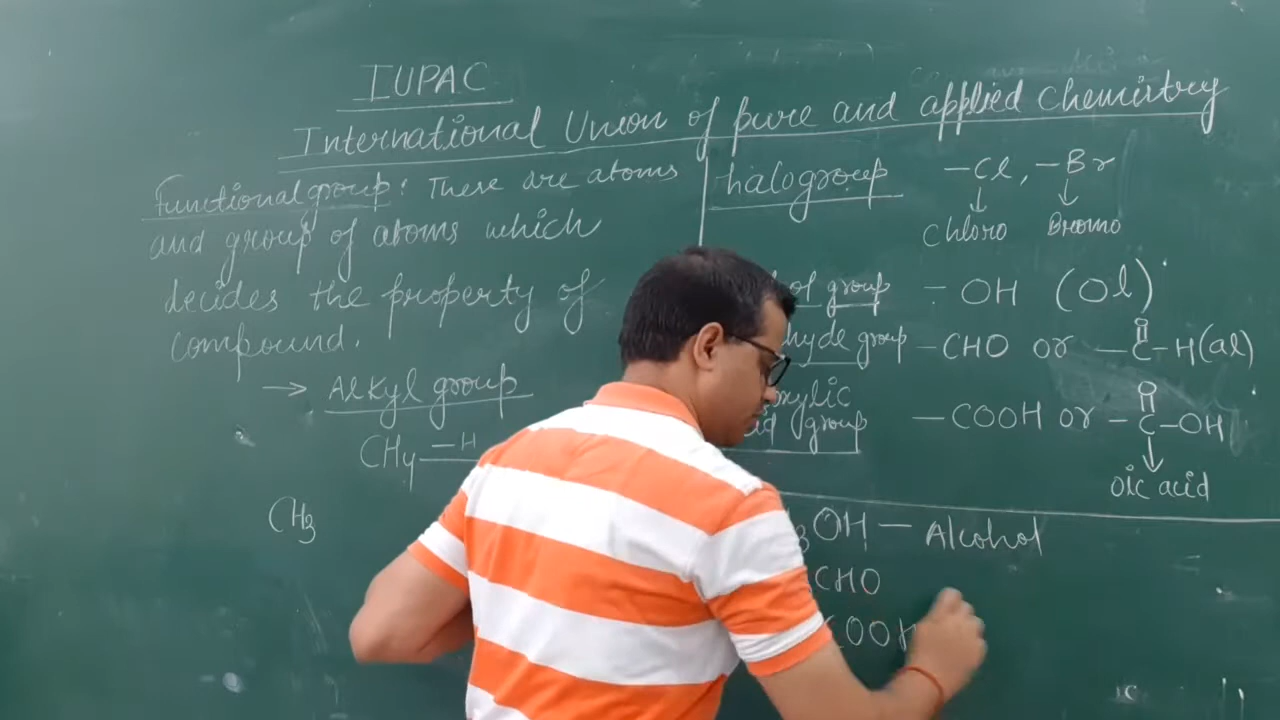 IUPAC
International Union of pure and applied Chemistry
Functional group: These are atoms
and group of atoms which
decides the property of
compound.
→ Alkyl group
CH4 —H
CH3
halogroup —Cl, —Br
↓ ↓
Chloro Bromo
group - OH (Ol)
group —CHO or —C-H (al)
O
group —COOH or —C-OH
O
↓
oic acid
OH — Alcohol
CHO
COOH